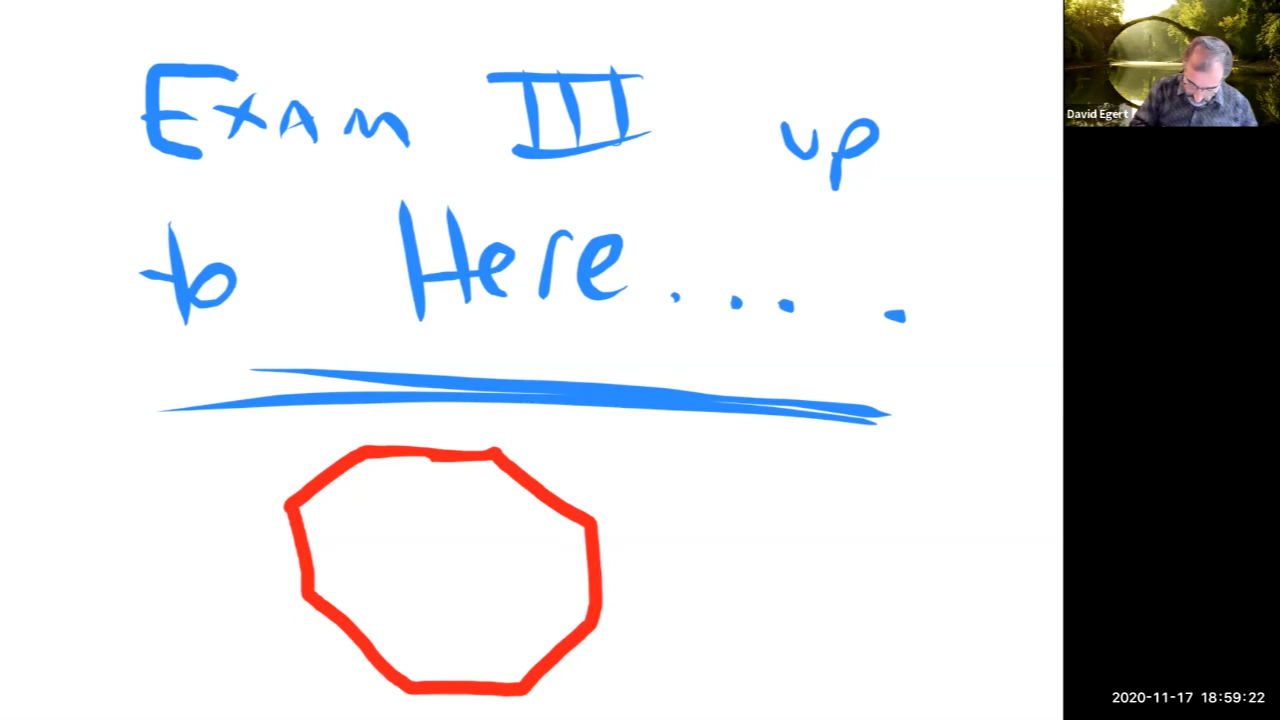 Exam III up
to Here....
David Egert
2020-11-17 18:59:22